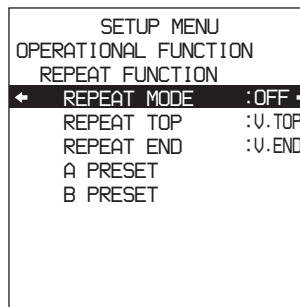 SETUP MENU
OPERATIONAL FUNCTION
REPEAT FUNCTION
REPEAT MODE :OFF
REPEAT TOP :V.TOP
REPEAT END :V.END
A PRESET
B PRESET